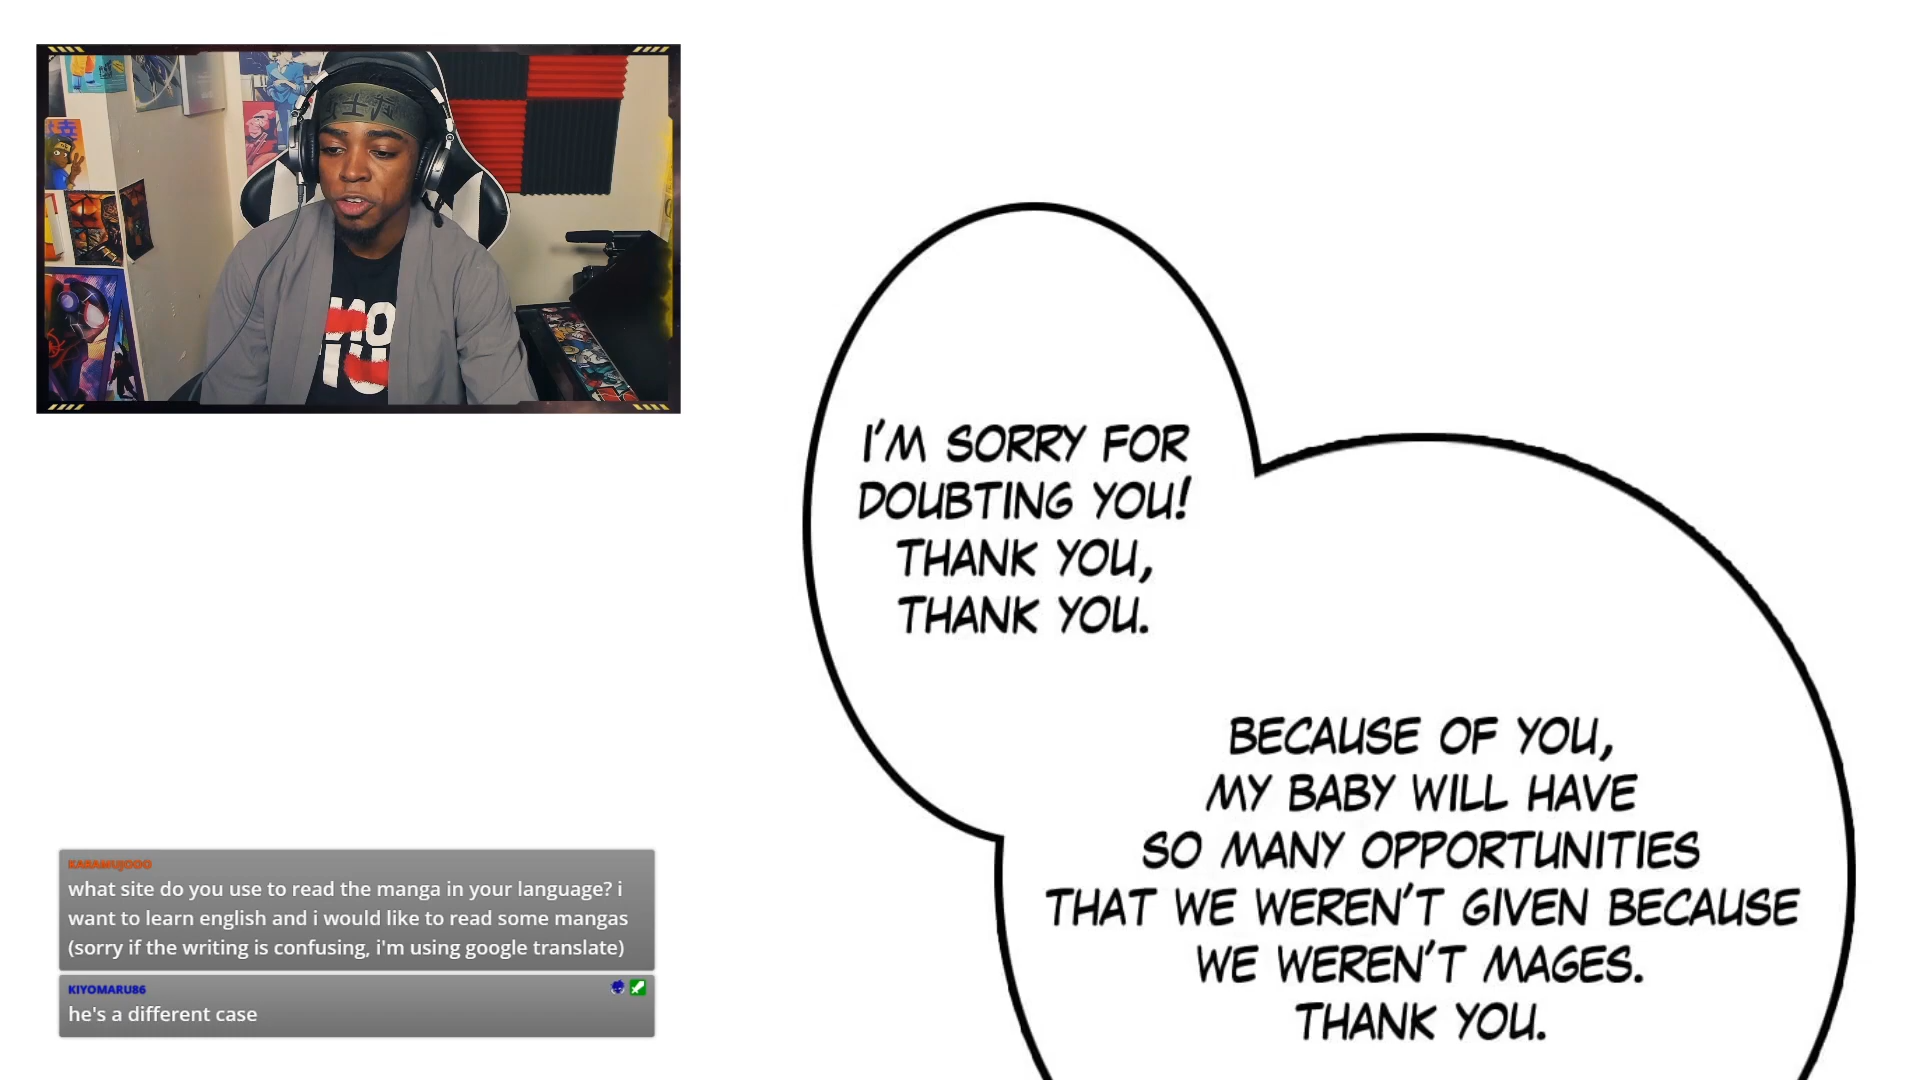 I'M SORRY FOR
DOUBTING YOU!
THANK YOU,
THANK YOU.
BECAUSE OF YOU,
MY BABY WILL HAVE
SO MANY OPPORTUNITIES
THAT WE WEREN'T GIVEN BECAUSE
WE WEREN'T MAGES.
THANK YOU.
KARAMUJOOO
what site do you use to read the manga in your language? i
want to learn english and i would like to read some mangas
(sorry if the writing is confusing, i'm using google translate)
KIYOMARU86
he's a different case